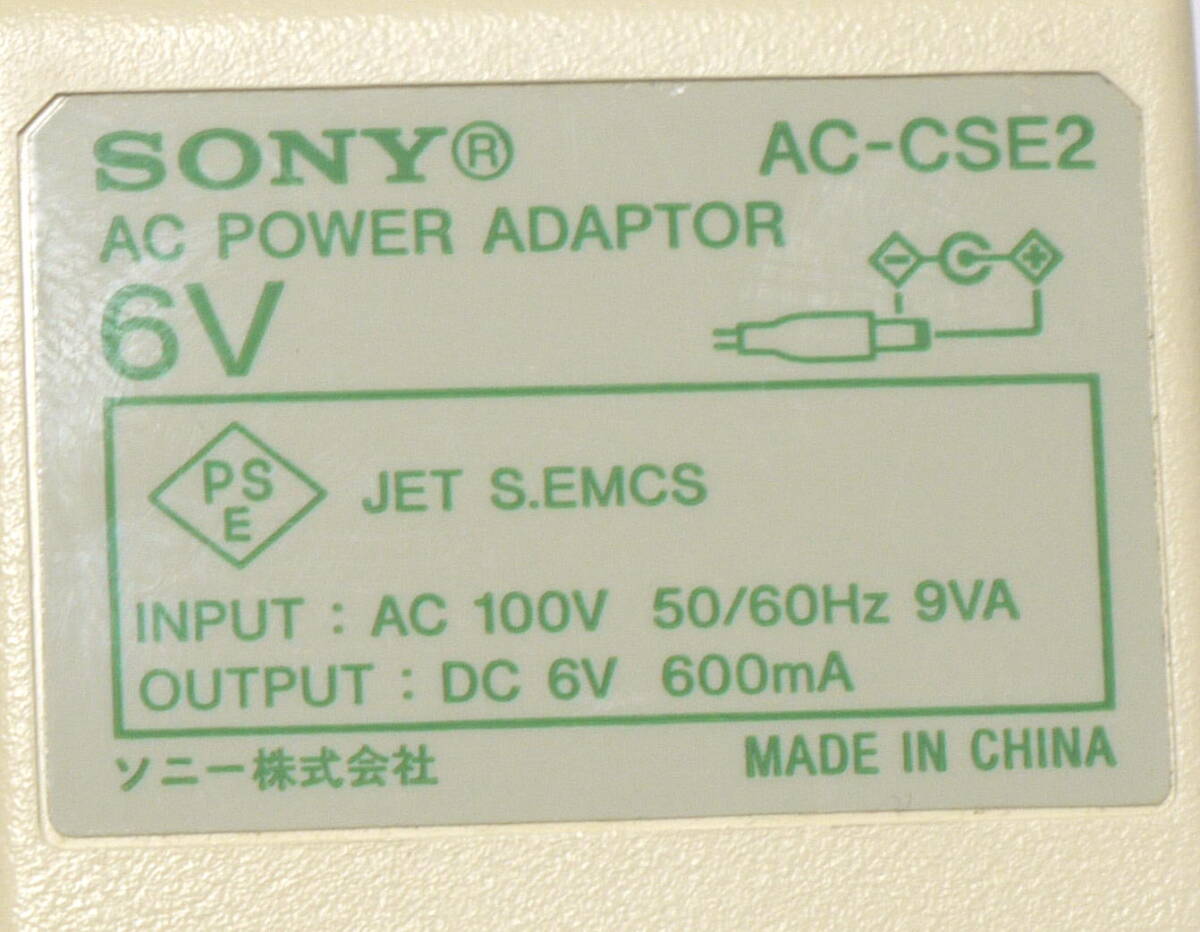 SONY® AC-CSE2
AC POWER ADAPTOR
6V
PS
E
JET S.EMCS
INPUT : AC 100V 50/60Hz 9VA
OUTPUT : DC 6V 600mA
ソニー株式会社 MADE IN CHINA